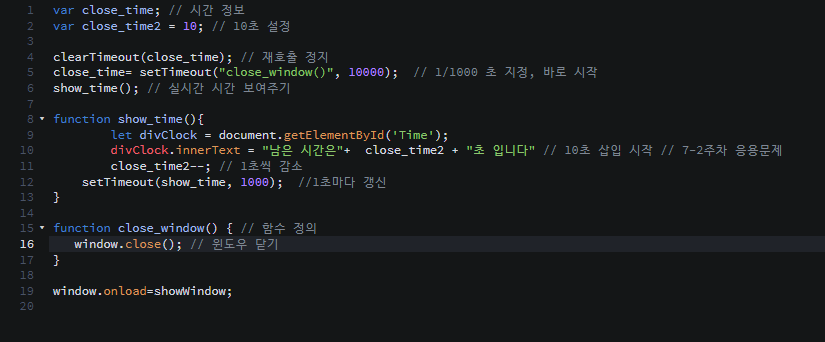 1 var close_time; // 시간 정보
2 var close_time2 = 10; // 10초 설정
3
4 clearTimeout(close_time); // 재호출 정지
5 close_time= setTimeout("close_window()", 10000);  // 1/1000 초 지정, 바로 시작
6 show_time(); // 실시간 시간 보여주기
7
8 function show_time(){
9 let divClock = document.getElementById('Time');
10 divClock.innerText = "남은 시간은"+  close_time2 + "초 입니다" // 10초 삽입 시작 // 7-2주차 응용문제
11 close_time2--; // 1초씩 감소
12 setTimeout(show_time, 1000);  //1초마다 갱신
13 }
14
15 function close_window() { // 함수 정의
16 window.close(); // 윈도우 닫기
17 }
18
19 window.onload=showWindow;
20